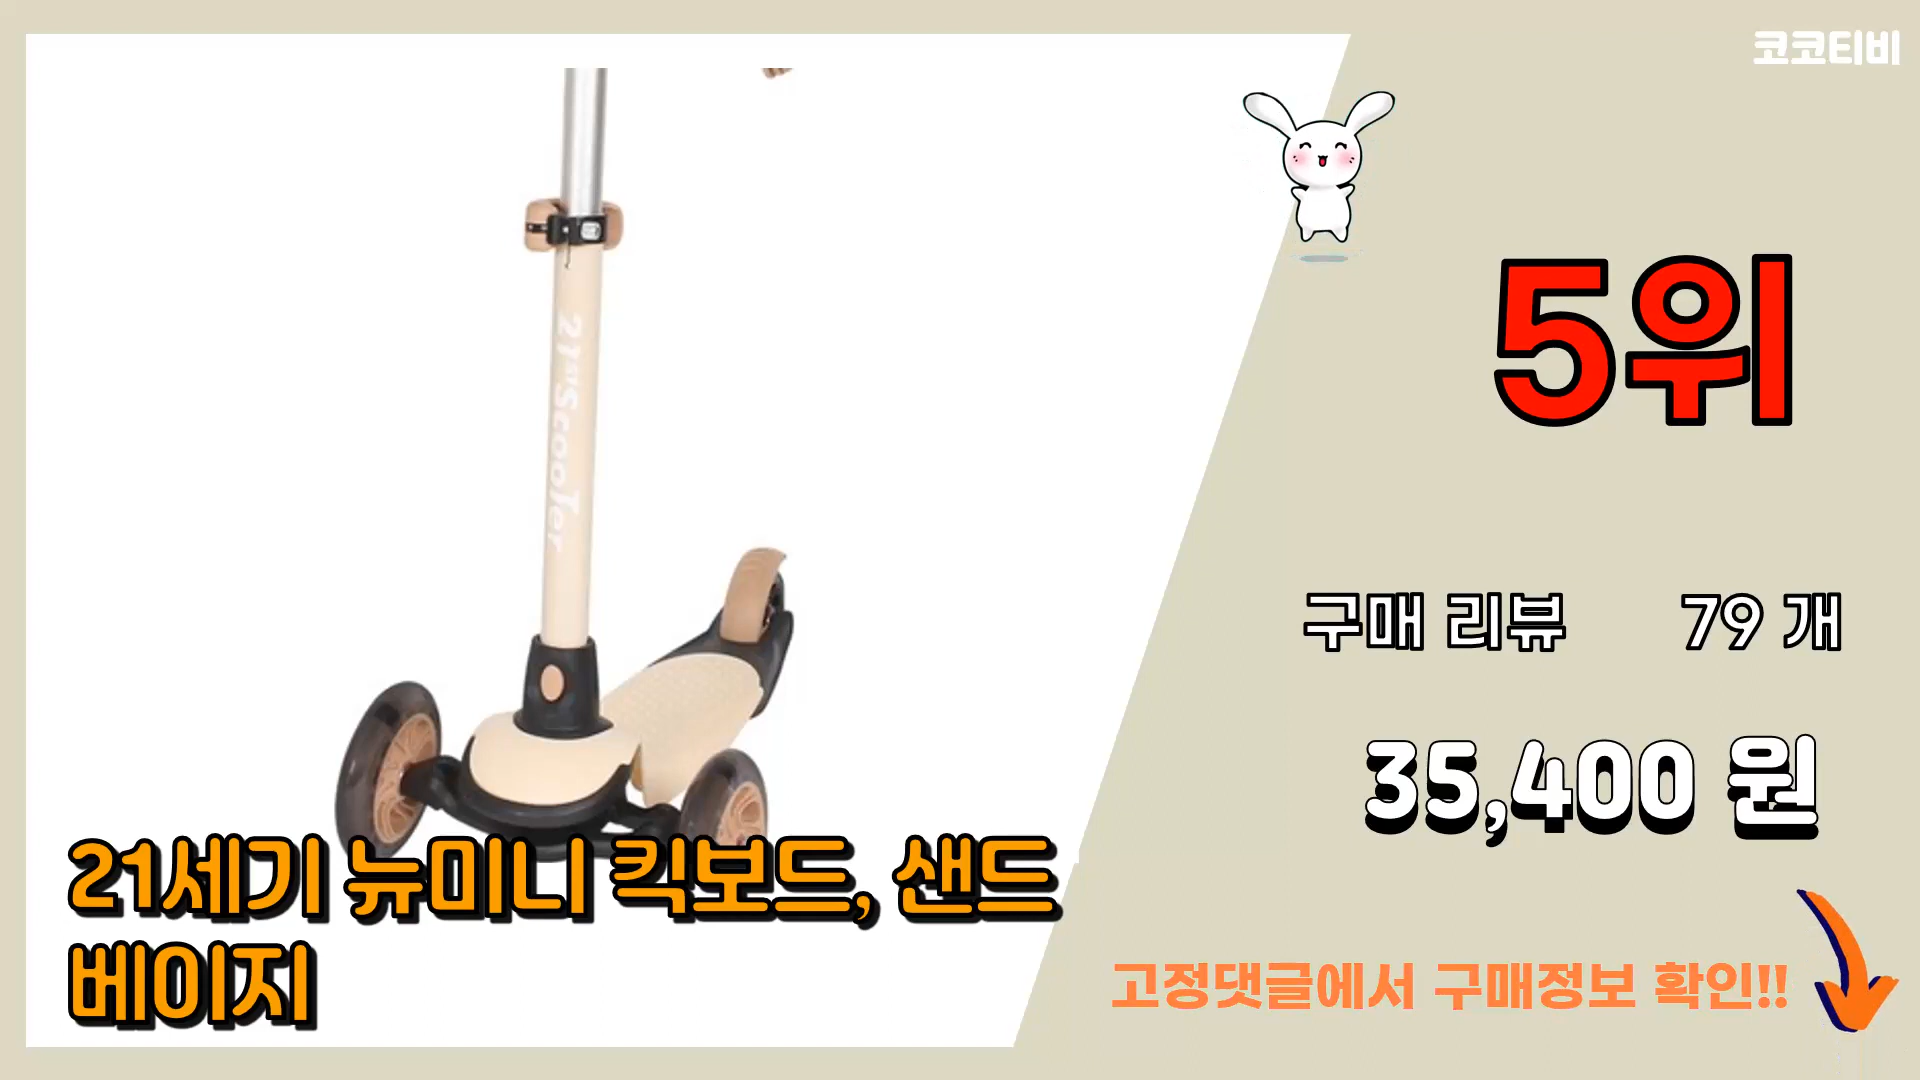 코코티비
5위
21stScooTer
구매 리뷰 79 개
35,400 원
21세기 뉴미니 킥보드, 샌드
베이지
고정댓글에서 구매정보 확인!!